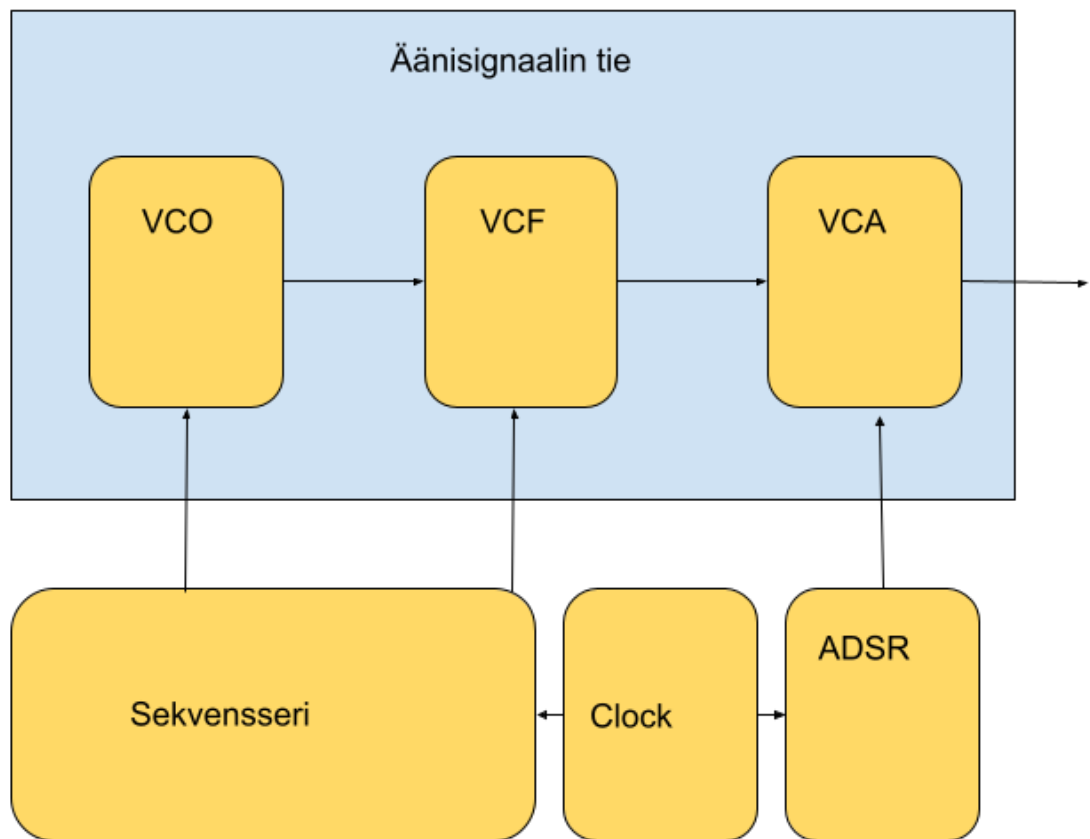 Äänisignaalin tie
VCO
VCF
VCA
Sekvensseri
Clock
ADSR